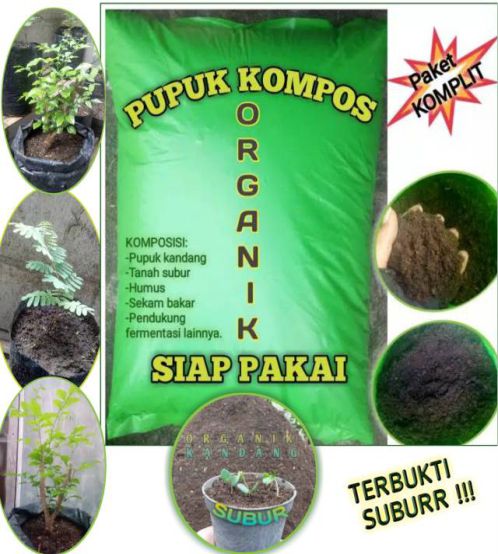 PUPUK KOMPOS
ORGANIK
Paket
KOMPLIT
KOMPOSISI:
-Pupuk kandang
-Tanah subur
-Humus
-Sekam bakar
-Pendukung
fermentasi lainnya.
SIAP PAKAI
ORGANIK
KANDANG
SUBUR
TERBUKTI
SUBURR !!!